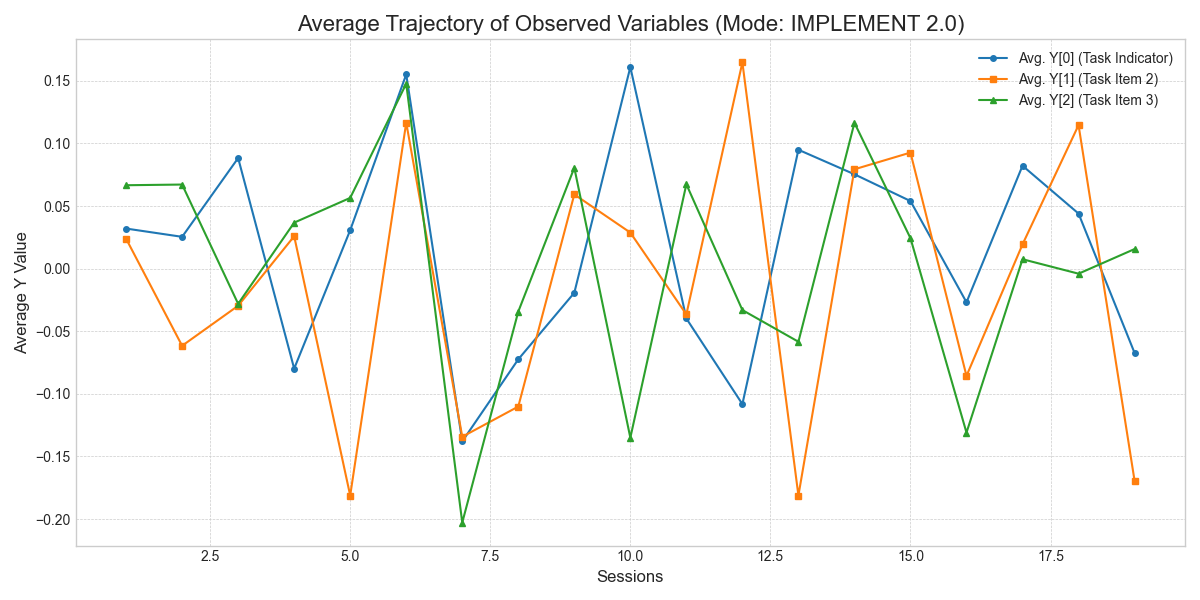 Average Trajectory of Observed Variables (Mode: IMPLEMENT 2.0)
Avg. Y[0] (Task Indicator)
Avg. Y[1] (Task Item 2)
Avg. Y[2] (Task Item 3)
Average Y Value
0.15
0.10
0.05
0.00
−0.05
−0.10
−0.15
−0.20
2.5 5.0 7.5 10.0 12.5 15.0 17.5
Sessions